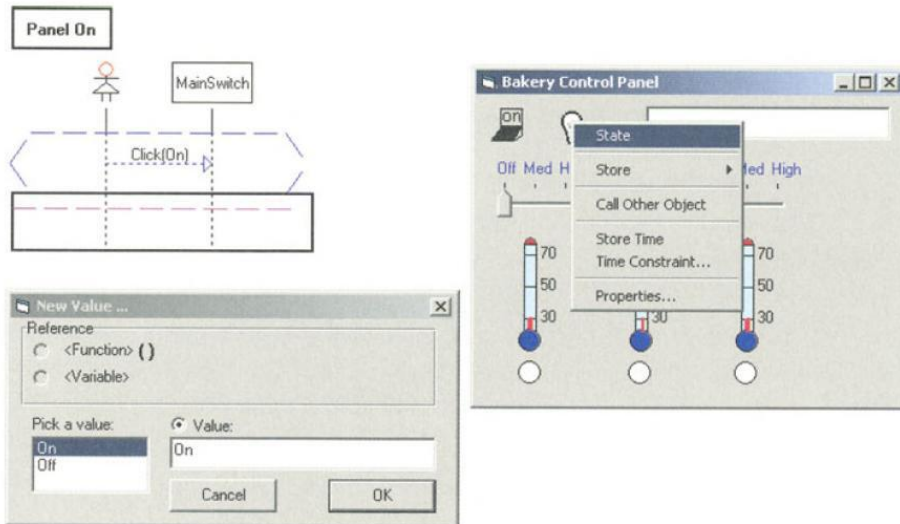 Panel On
MainSwitch
Click(On)
New Value ...
Reference
<Function> ( )
<Variable>
Pick a value:
Value:
On
Off
On
Cancel
OK
Bakery Control Panel
on
Off Med H
ed High
State
Store
Call Other Object
Store Time
Time Constraint...
Properties...
70
50
30
30
70
50
30